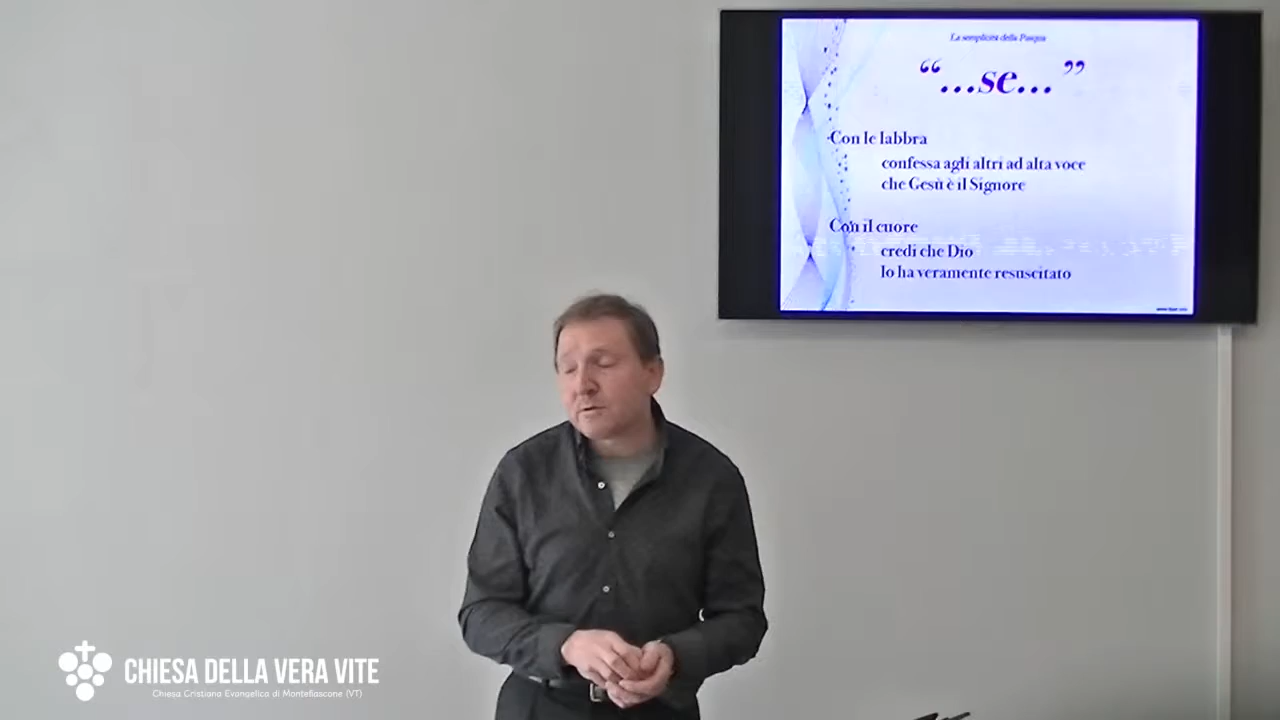 La semplicità della Pasqua
“...se...”
Con le labbra
confessa agli altri ad alta voce
che Gesù è il Signore
Con il cuore
credi che Dio
lo ha veramente resuscitato
CHIESA DELLA VERA VITE
Chiesa Cristiana Evangelica di Montefiascone (VT)